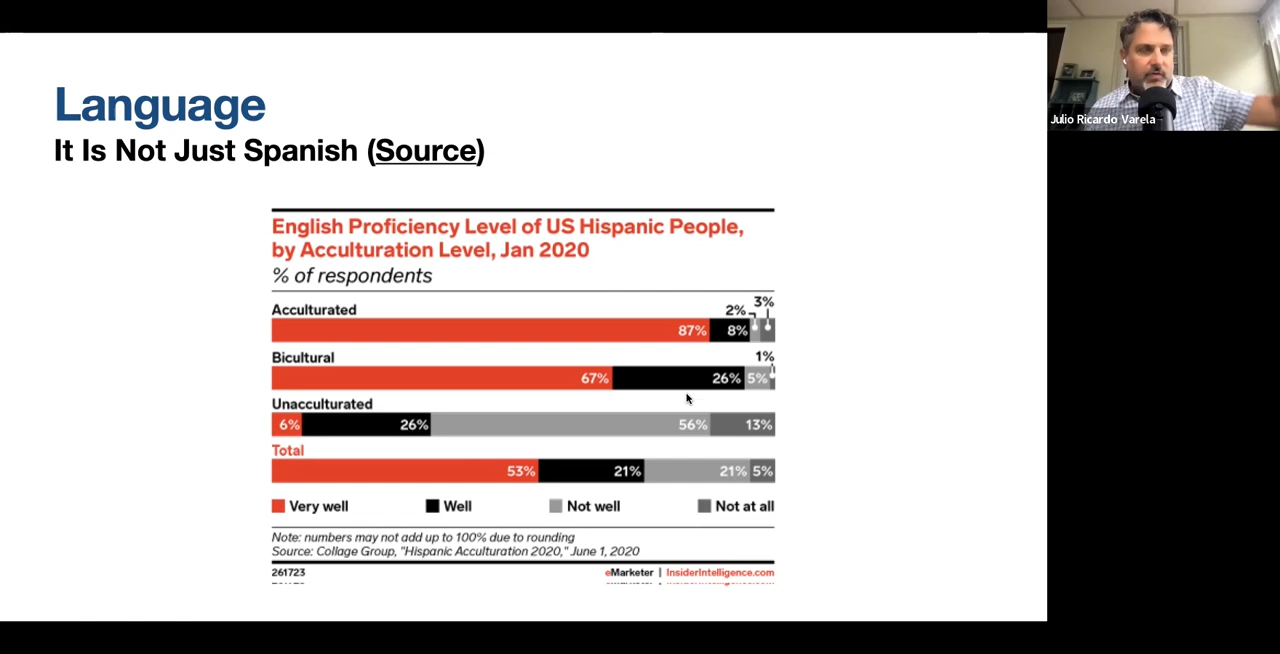 Language
It Is Not Just Spanish (Source)
Julio Ricardo Varela
English Proficiency Level of US Hispanic People,
by Acculturation Level, Jan 2020
% of respondents
Acculturated
2%
3%
87%
8%
Bicultural
1%
67%
26%
5%
Unacculturated
6%
26%
56%
13%
Total
53%
21%
21%
5%
Very well
Well
Not well
Not at all
Note: numbers may not add up to 100% due to rounding
Source: Collage Group, "Hispanic Acculturation 2020," June 1, 2020
261723
eMarketer | InsiderIntelligence.com